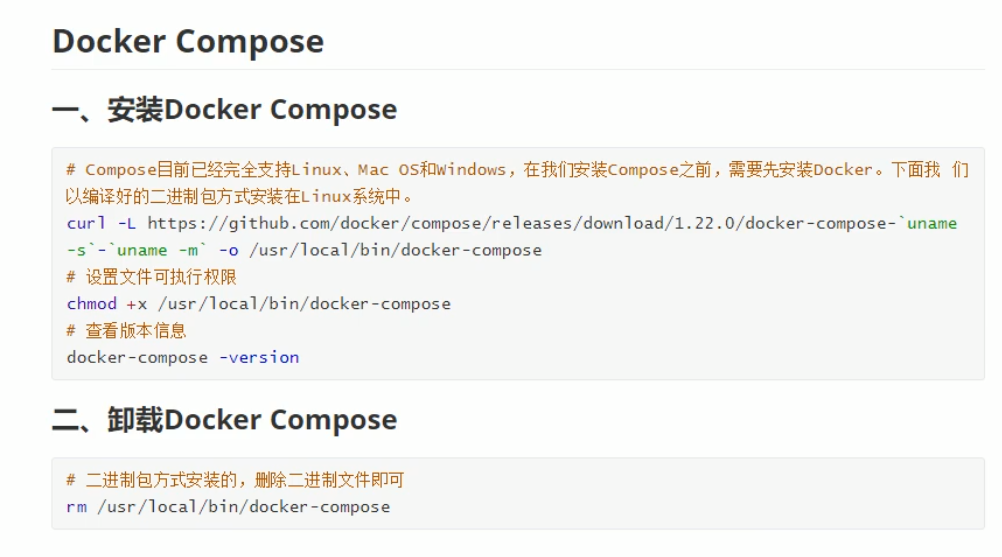 Docker Compose
一、安装Docker Compose
# Compose目前已经完全支持Linux、Mac OS和Windows，在我们安装Compose之前，需要先安装Docker。下面我 们
以编译好的二进制包方式安装在Linux系统中。
curl -L https://github.com/docker/compose/releases/download/1.22.0/docker-compose-`uname
-s`-`uname -m` -o /usr/local/bin/docker-compose
# 设置文件可执行权限
chmod +x /usr/local/bin/docker-compose
# 查看版本信息
docker-compose -version
二、卸载Docker Compose
# 二进制包方式安装的，删除二进制文件即可
rm /usr/local/bin/docker-compose